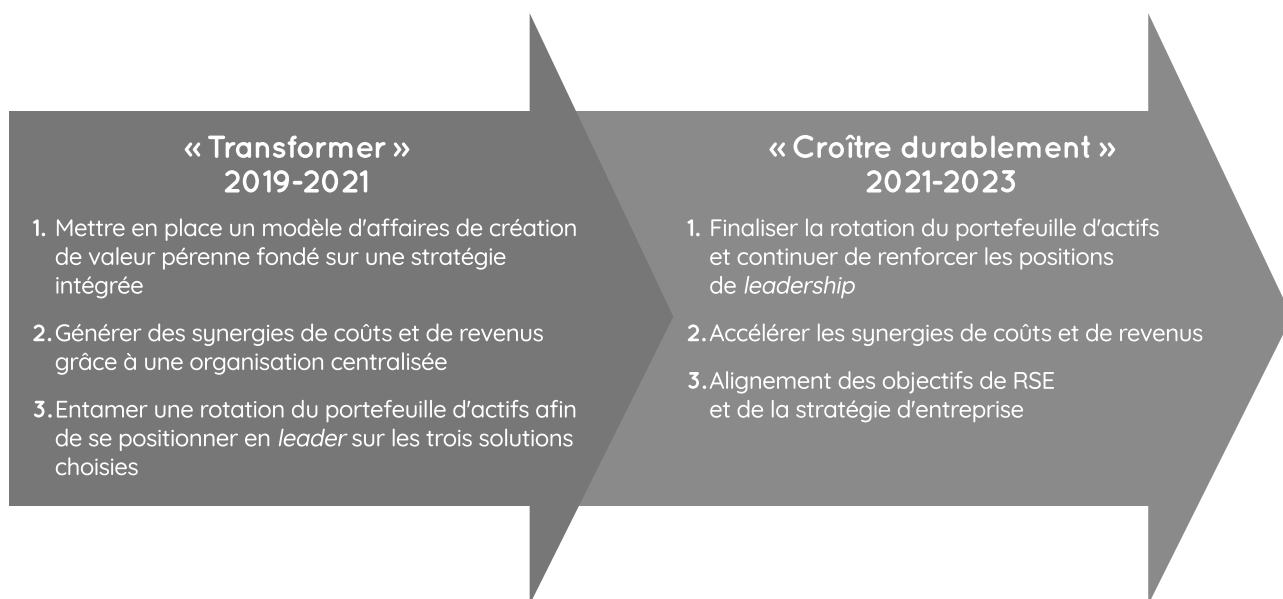 « Transformer »
2019-2021
1. Mettre en place un modèle d'affaires de création
de valeur pérenne fondé sur une stratégie
intégrée
2. Générer des synergies de coûts et de revenus
grâce à une organisation centralisée
3. Entamer une rotation du portefeuille d'actifs afin
de se positionner en leader sur les trois solutions
choisies
« Croître durablement »
2021-2023
1. Finaliser la rotation du portefeuille d'actifs
et continuer de renforcer les positions
de leadership
2. Accélérer les synergies de coûts et de revenus
3. Alignement des objectifs de RSE
et de la stratégie d'entreprise